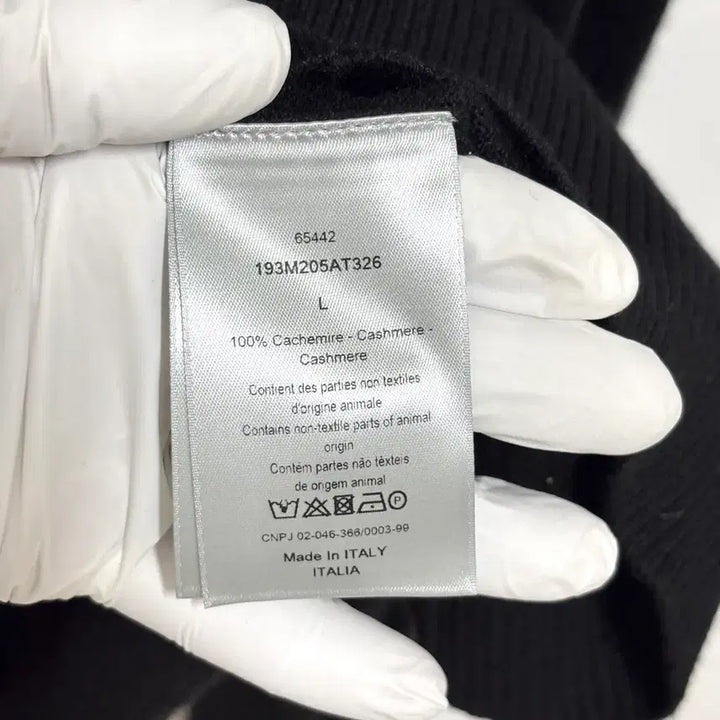 65442
193M205AT326
L
100% Cachemire - Cashmere -
Cashmere
Contient des parties non textiles
d'origine animale
Contains non-textile parts of animal
origin
Contém partes não têxteis
de origem animal
P
CNPJ 02-046-366/0003-99
Made In ITALY
ITALIA